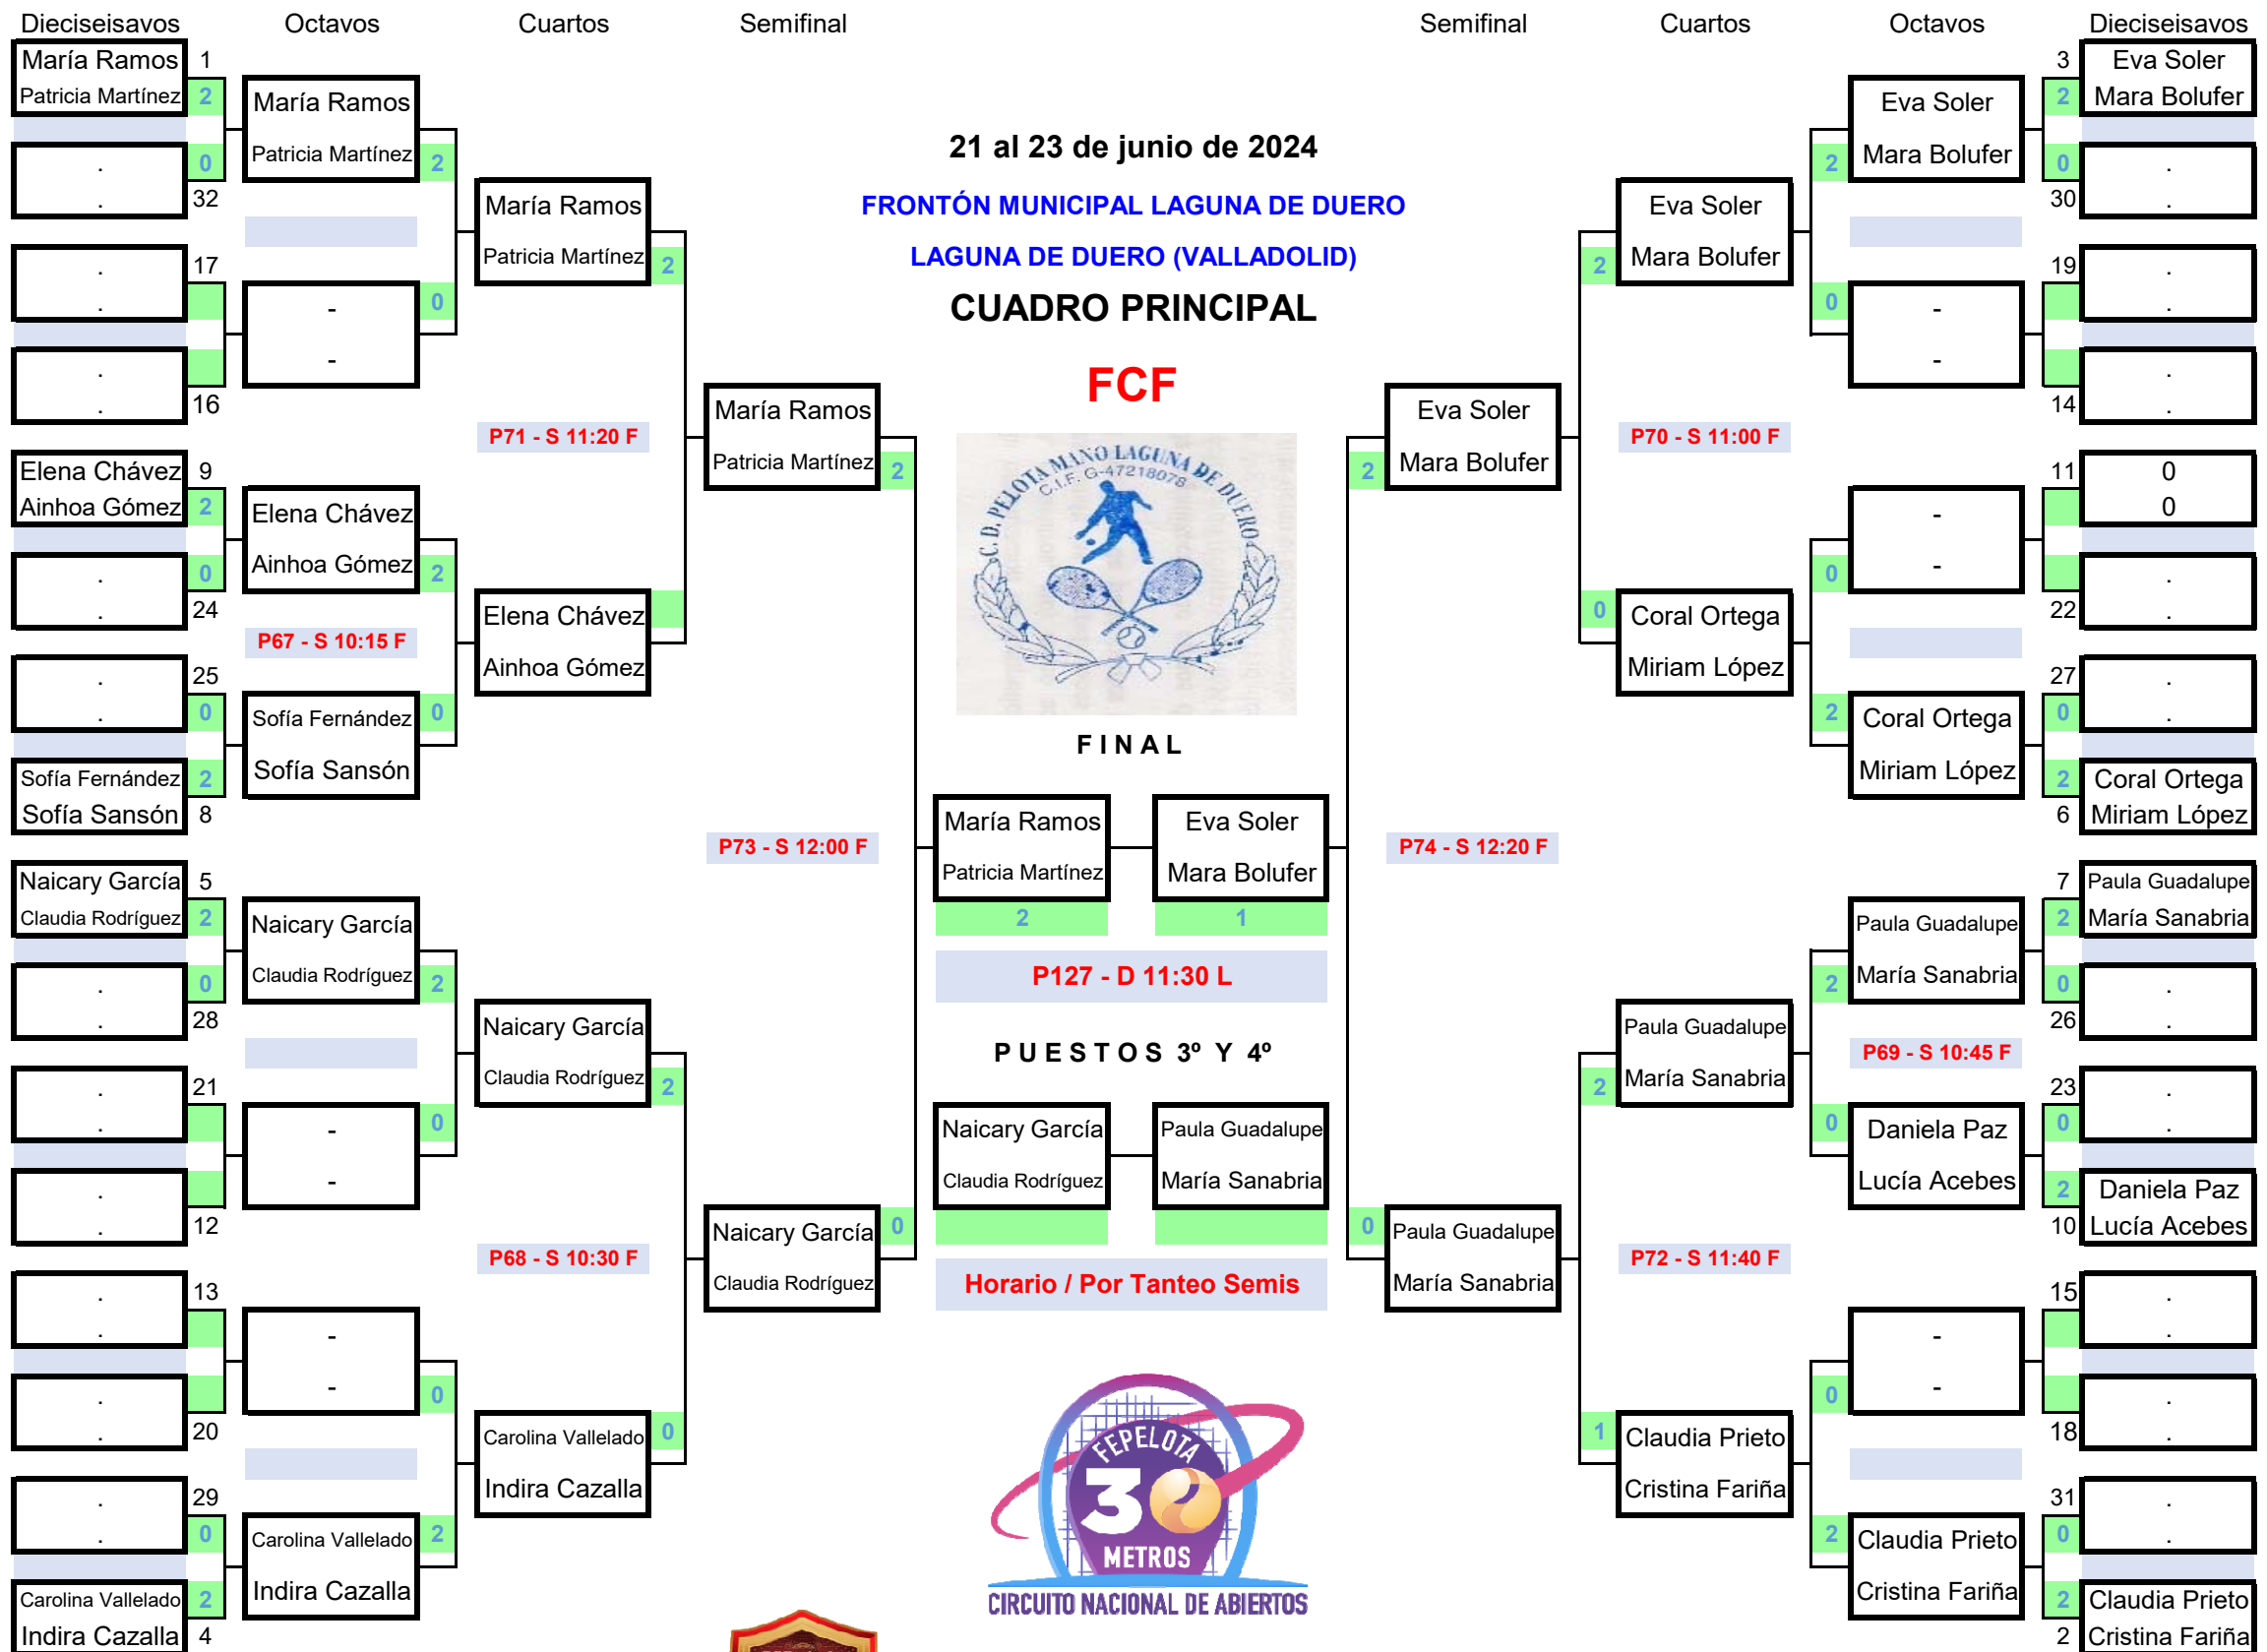 Dieciseisavos
Octavos
Cuartos
Semifinal
Semifinal
Cuartos
Octavos
Dieciseisavos
María Ramos 1
Patricia Martínez 2
. 0
. 32
. 17
.
.
. 16
Elena Chávez 9
Ainhoa Gómez 2
. 0
. 24
. 25
. 0
Sofía Fernández 2
Sofía Sansón 8
Naicary García 5
Claudia Rodríguez 2
. 0
. 28
. 21
.
.
. 12
. 13
.
.
. 20
. 29
. 0
Carolina Vallelado 2
Indira Cazalla 4
María Ramos
Patricia Martínez 2
- 0
-
Elena Chávez
Ainhoa Gómez 2
P67 - S 10:15 F
Sofía Fernández 0
Sofía Sansón
Naicary García
Claudia Rodríguez 2
- 0
-
-
- 0
Carolina Vallelado 2
Indira Cazalla
María Ramos
Patricia Martínez 2
P71 - S 11:20 F
Elena Chávez
Ainhoa Gómez
Naicary García
Claudia Rodríguez 2
P68 - S 10:30 F
Carolina Vallelado 0
Indira Cazalla
María Ramos
Patricia Martínez 2
P73 - S 12:00 F
Naicary García 0
Claudia Rodríguez
21 al 23 de junio de 2024
FRONTÓN MUNICIPAL LAGUNA DE DUERO
LAGUNA DE DUERO (VALLADOLID)
CUADRO PRINCIPAL
FCF
C. D. PELOTA MANO LAGUNA DE DUERO
C.I.F. G-47218078
F I N A L
María Ramos
Patricia Martínez
2
Eva Soler
Mara Bolufer
1
P127 - D 11:30 L
P U E S T O S 3º Y 4º
Naicary García
Claudia Rodríguez
Paula Guadalupe
María Sanabria
Horario / Por Tanteo Semis
FEPELOTA
30
METROS
CIRCUITO NACIONAL DE ABIERTOS
Eva Soler
2 Mara Bolufer
P74 - S 12:20 F
0 Paula Guadalupe
María Sanabria
Eva Soler
2 Mara Bolufer
P70 - S 11:00 F
0 Coral Ortega
Miriam López
Paula Guadalupe
2 María Sanabria
P72 - S 11:40 F
1 Claudia Prieto
Cristina Fariña
Eva Soler
2 Mara Bolufer
0 -
-
-
0 -
2 Coral Ortega
Miriam López
Paula Guadalupe
2 María Sanabria
P69 - S 10:45 F
0 Daniela Paz
Lucía Acebes
-
0 -
2 Claudia Prieto
Cristina Fariña
3 Eva Soler
2 Mara Bolufer
0 .
30 .
19 .
.
.
14 .
11 0
0
.
22 .
27 .
0 .
2 Coral Ortega
6 Miriam López
7 Paula Guadalupe
2 María Sanabria
0 .
26 .
23 .
0 .
2 Daniela Paz
10 Lucía Acebes
15 .
.
.
18 .
31 .
0 .
2 Claudia Prieto
2 Cristina Fariña